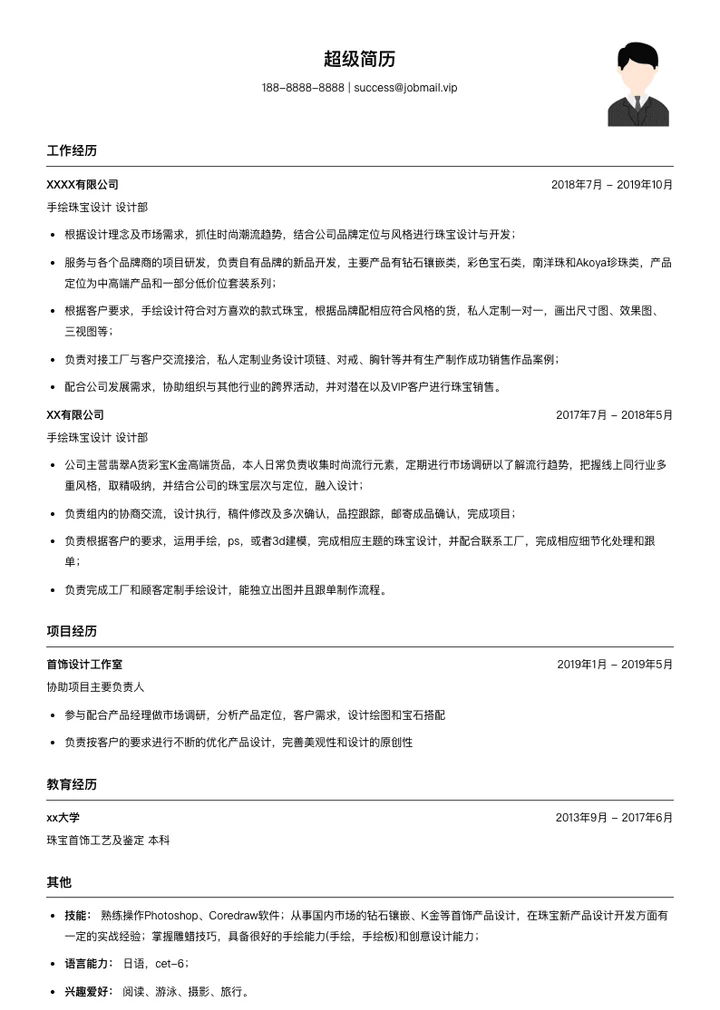 超级简历
188-8888-8888 | success@jobmail.vip
工作经历
XXXX有限公司 2018年7月 - 2019年10月
手绘珠宝设计 设计部
• 根据设计理念及市场需求，抓住时尚潮流趋势，结合公司品牌定位与风格进行珠宝设计与开发；
• 服务与各个品牌商的项目研发，负责自有品牌的新品开发，主要产品有钻石镶嵌类，彩色宝石类，南洋珠和Akoya珍珠类，产品
定位为中高端产品和一部分低价位套装系列；
• 根据客户要求，手绘设计符合对方喜欢的款式珠宝，根据品牌配相应符合风格的货，私人定制一对一，画出尺寸图、效果图、
三视图等；
• 负责对接工厂与客户交流接洽，私人定制业务设计项链、对戒、胸针等并有生产制作成功销售作品案例；
• 配合公司发展需求，协助组织与其他行业的跨界活动，并对潜在以及VIP客户进行珠宝销售。
XX有限公司 2017年7月 - 2018年5月
手绘珠宝设计 设计部
• 公司主营翡翠A货彩宝K金高端货品，本人日常负责收集时尚流行元素，定期进行市场调研以了解流行趋势，把握线上同行业多
重风格，取精吸纳，并结合公司的珠宝层次与定位，融入设计；
• 负责组内的协商交流，设计执行，稿件修改及多次确认，品控跟踪，邮寄成品确认，完成项目；
• 负责根据客户的要求，运用手绘，ps，或者3d建模，完成相应主题的珠宝设计，并配合联系工厂，完成相应细节化处理和跟
单；
• 负责完成工厂和顾客定制手绘设计，能独立出图并且跟单制作流程。
项目经历
首饰设计工作室 2019年1月 - 2019年5月
协助项目主要负责人
• 参与配合产品经理做市场调研，分析产品定位，客户需求，设计绘图和宝石搭配
• 负责按客户的要求进行不断的优化产品设计，完善美观性和设计的原创性
教育经历
xx大学 2013年9月 - 2017年6月
珠宝首饰工艺及鉴定 本科
其他
• 技能： 熟练操作Photoshop、Coredraw软件；从事国内市场的钻石镶嵌、K金等首饰产品设计，在珠宝新产品设计开发方面有
一定的实战经验；掌握雕蜡技巧，具备很好的手绘能力(手绘，手绘板)和创意设计能力；
• 语言能力： 日语，cet-6；
• 兴趣爱好： 阅读、游泳、摄影、旅行。